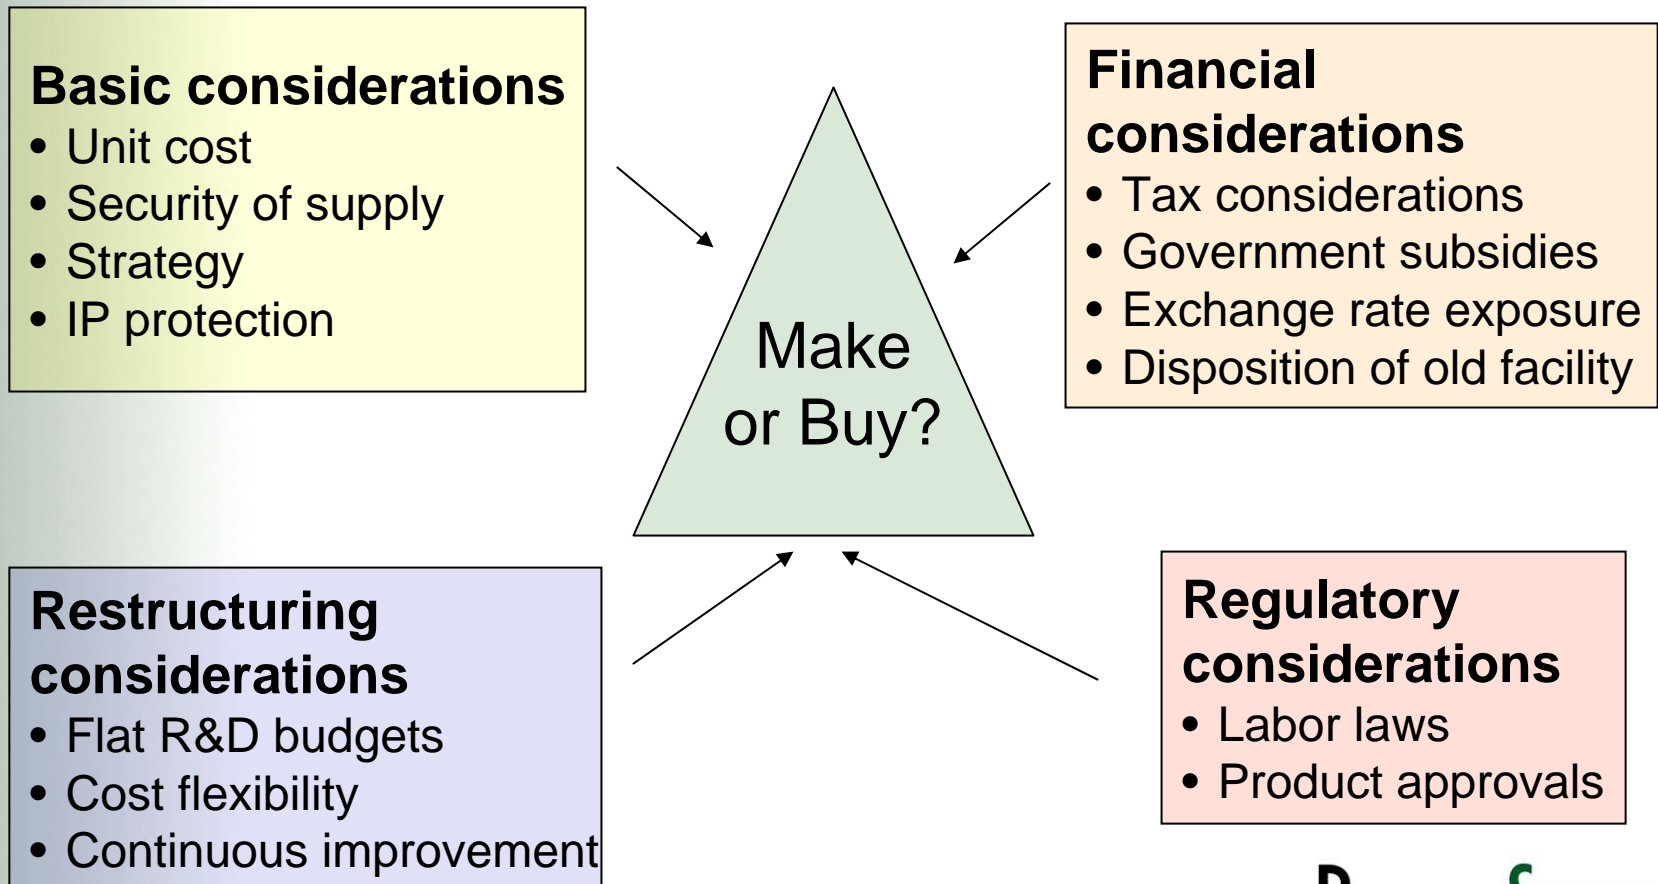 Basic considerations
• Unit cost
• Security of supply
• Strategy
• IP protection
Financial
considerations
• Tax considerations
• Government subsidies
• Exchange rate exposure
• Disposition of old facility
Make
or Buy?
Restructuring
considerations
• Flat R&D budgets
• Cost flexibility
• Continuous improvement
Regulatory
considerations
• Labor laws
• Product approvals